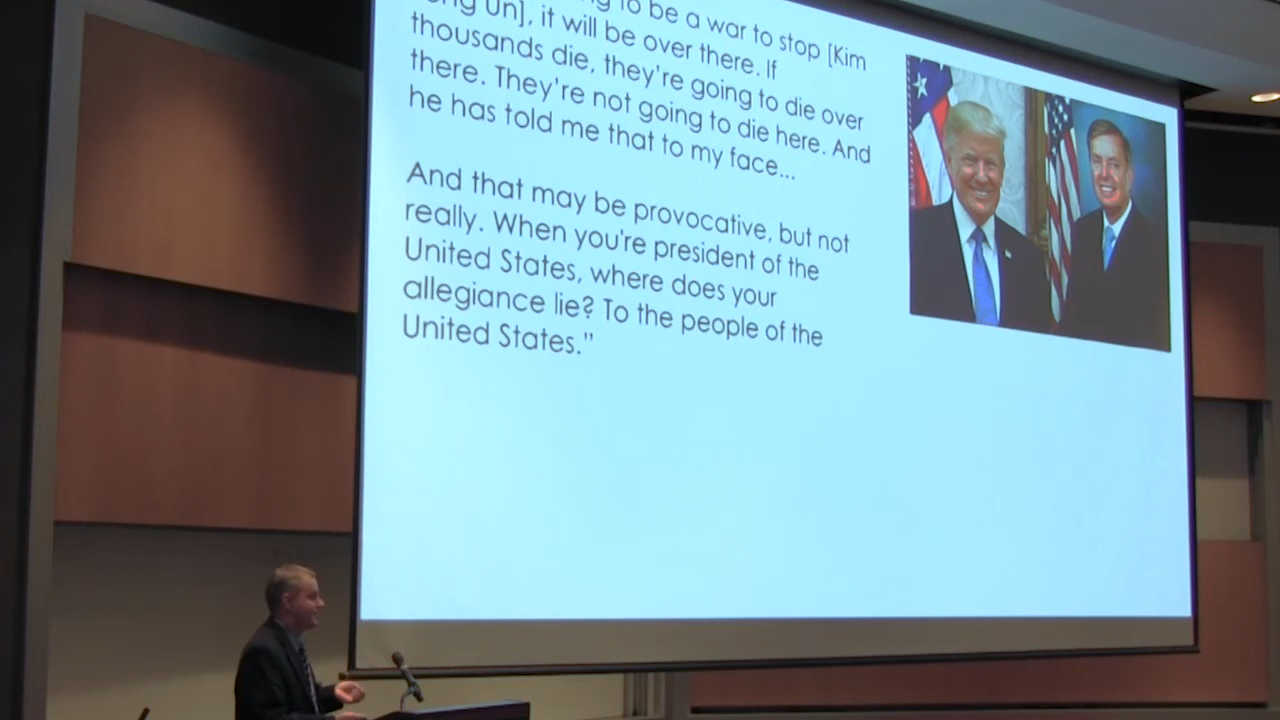 to be a war to stop [Kim
Un], it will be over there. If
thousands die, they're going to die over
there. They're not going to die here. And
he has told me that to my face...
And that may be provocative, but not
really. When you're president of the
United States, where does your
allegiance lie? To the people of the
United States."